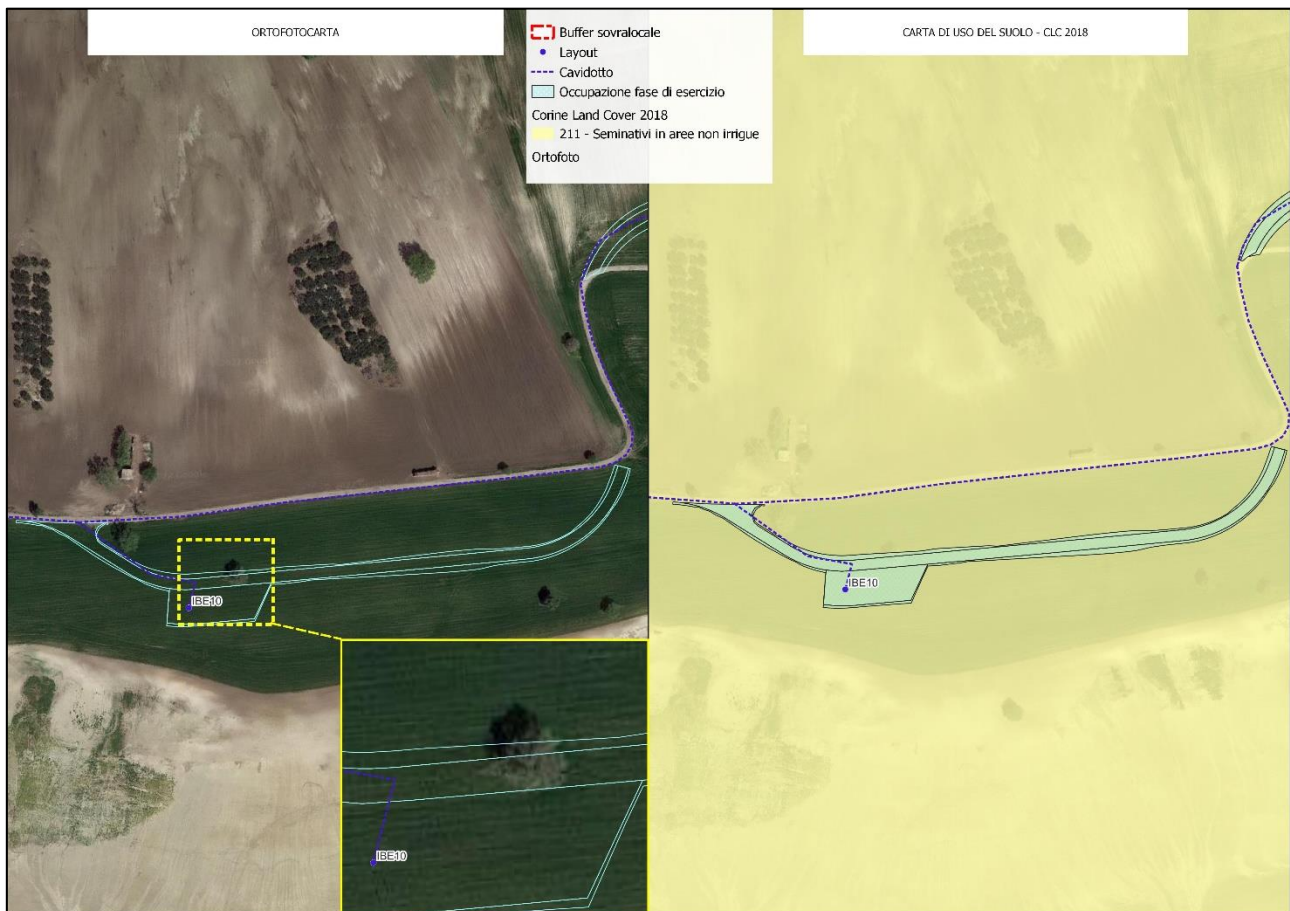 ORTOFOTOCARTA
Buffer sovralocale
Layout
Cavidotto
Occupazione fase di esercizio
Corine Land Cover 2018
211 - Seminativi in aree non irrigue
Ortofoto
CARTA DI USO DEL SUOLO - CLC 2018
IBE10
IBE10
IBE10